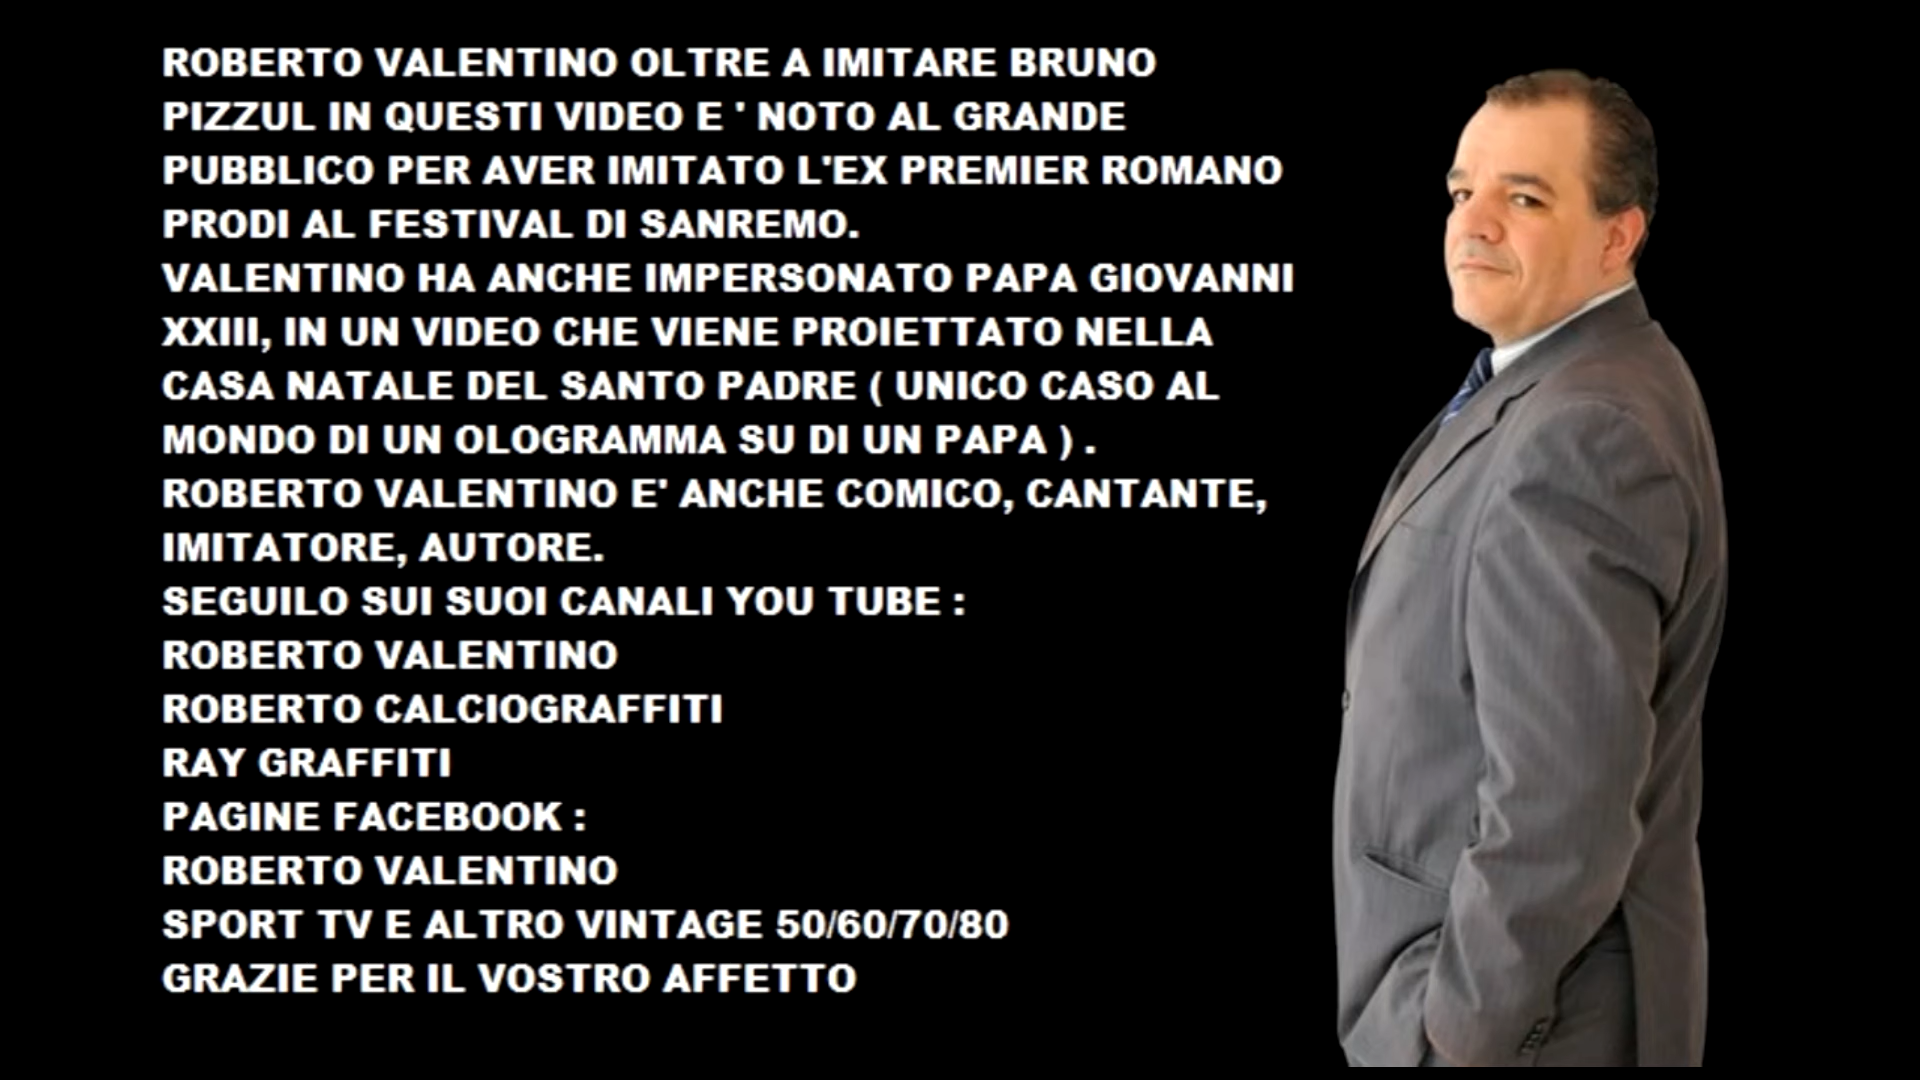 ROBERTO VALENTINO OLTRE A IMITARE BRUNO
PIZZUL IN QUESTI VIDEO E ' NOTO AL GRANDE
PUBBLICO PER AVER IMITATO L'EX PREMIER ROMANO
PRODI AL FESTIVAL DI SANREMO.
VALENTINO HA ANCHE IMPERSONATO PAPA GIOVANNI
XXIII, IN UN VIDEO CHE VIENE PROIETTATO NELLA
CASA NATALE DEL SANTO PADRE ( UNICO CASO AL
MONDO DI UN OLOGRAMMA SU DI UN PAPA ) .
ROBERTO VALENTINO E' ANCHE COMICO, CANTANTE,
IMITATORE, AUTORE.
SEGUILO SUI SUOI CANALI YOU TUBE :
ROBERTO VALENTINO
ROBERTO CALCIOGRAFFITI
RAY GRAFFITI
PAGINE FACEBOOK :
ROBERTO VALENTINO
SPORT TV E ALTRO VINTAGE 50/60/70/80
GRAZIE PER IL VOSTRO AFFETTO